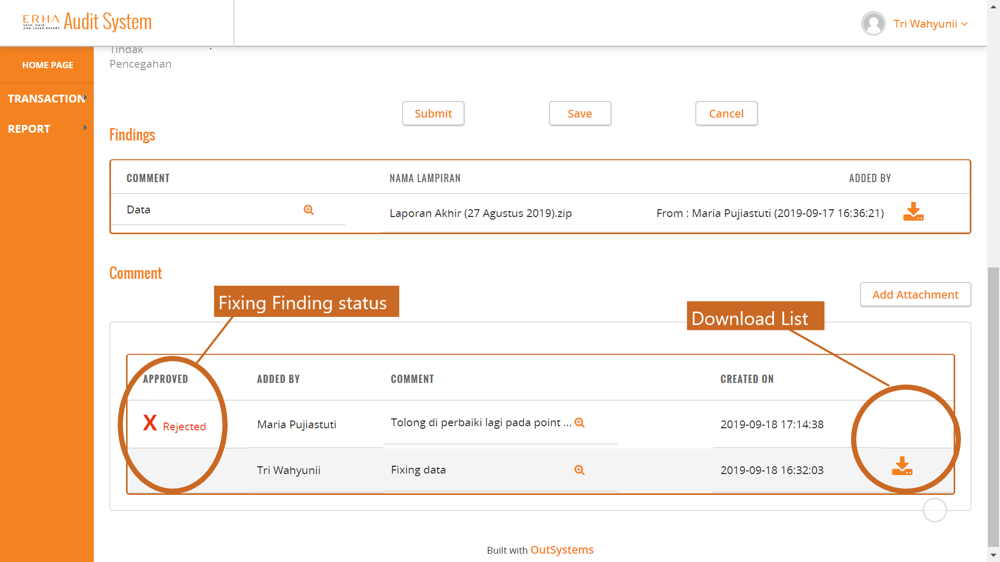 ERHA
SKIN, HAIR
AND LASER EXPERT
Audit System
Tri Wahyunii
HOME PAGE
TRANSACTION
REPORT
Tindak
Pencegahan
Submit
Save
Cancel
Findings
COMMENT
NAMA LAMPIRAN
ADDED BY
Data
Laporan Akhir (27 Agustus 2019).zip
From : Maria Pujiastuti (2019-09-17 16:36:21)
Comment
Fixing Finding status
Add Attachment
Download List
APPROVED
ADDED BY
COMMENT
CREATED ON
X Rejected
Maria Pujiastuti
Tolong di perbaiki lagi pada point ...
2019-09-18 17:14:38
Tri Wahyunii
Fixing data
2019-09-18 16:32:03
Built with OutSystems